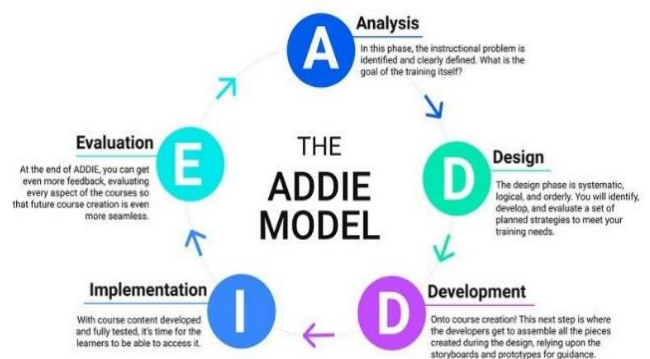 A
Analysis
In this phase, the instructional problem is
identified and clearly defined. What is the
goal of the training itself?
D
Design
The design phase is systematic,
logical, and orderly. You will identify,
develop, and evaluate a set of
planned strategies to meet your
training needs.
D
Development
Onto course creation! This next step is where
the developers get to assemble all the pieces
created during the design, relying upon the
storyboards and prototypes for guidance.
I
Implementation
With course content developed
and fully tested, it's time for the
learners to be able to access it.
E
Evaluation
At the end of ADDIE, you can get
even more feedback, evaluating
every aspect of the courses so
that future course creation is even
more seamless.
THE
ADDIE
MODEL